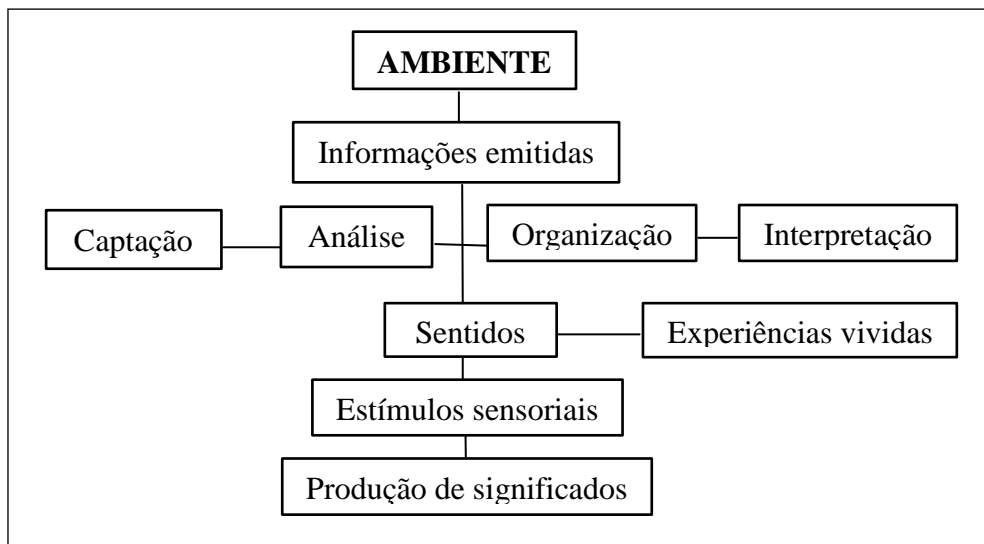 AMBIENTE
Informações emitidas
Captação
Análise
Organização
Interpretação
Sentidos
Experiências vividas
Estímulos sensoriais
Produção de significados